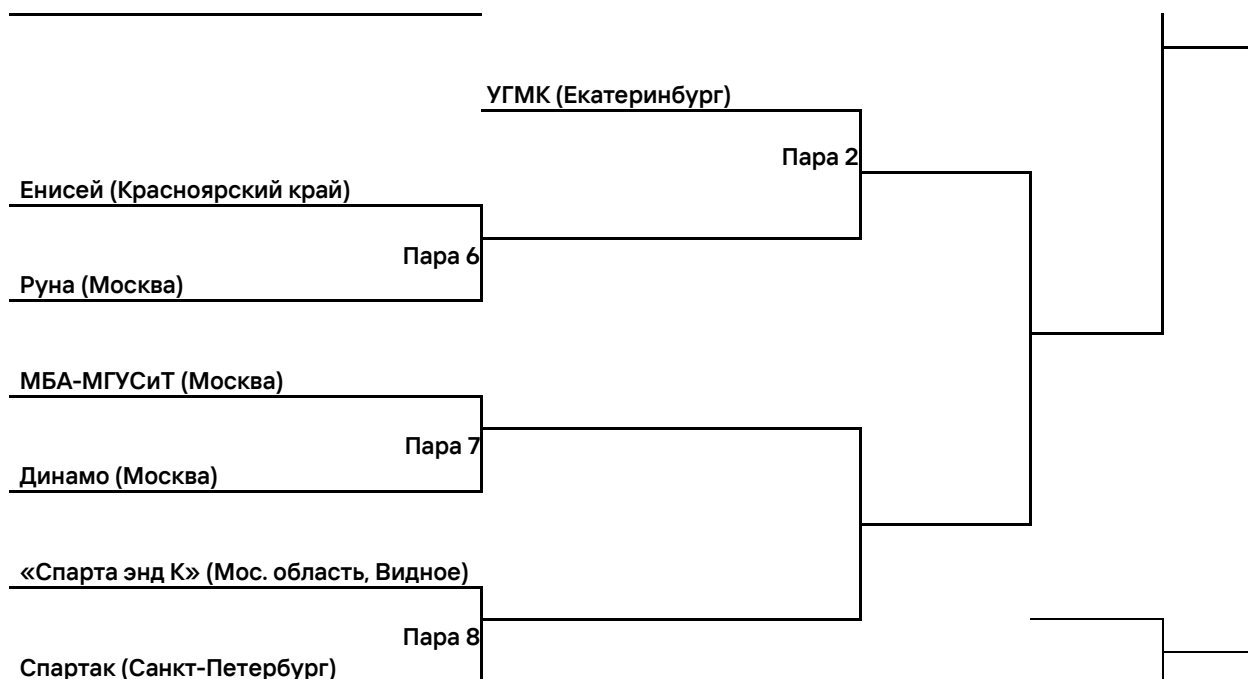 УГМК (Екатеринбург)
Пара 2
Енисей (Красноярский край)
Пара 6
Руна (Москва)
МБА-МГУСиТ (Москва)
Пара 7
Динамо (Москва)
«Спарта энд К» (Мос. область, Видное)
Пара 8
Спартак (Санкт-Петербург)